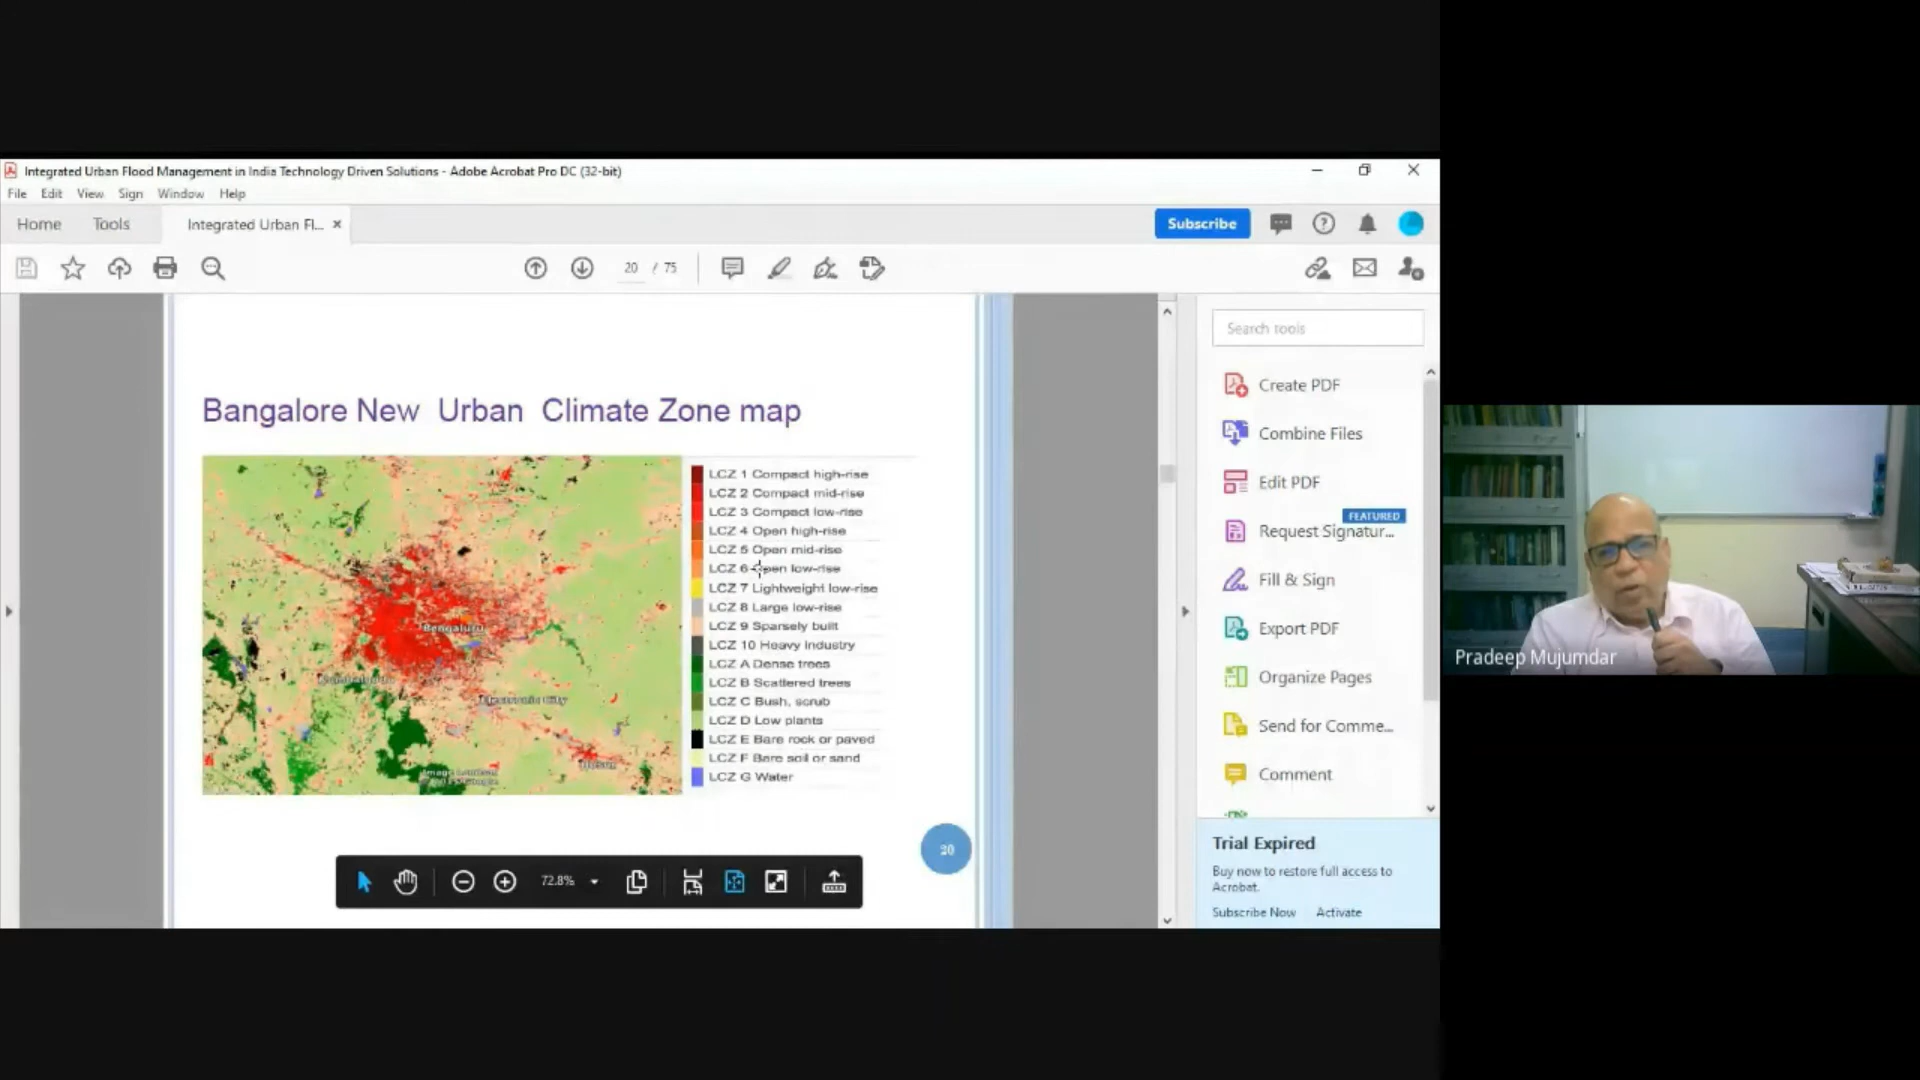 Integrated Urban Flood Management in India Technology Driven Solutions - Adobe Acrobat Pro DC (32-bit)
File Edit View Sign Window Help
Home Tools Integrated Urban Fl...
Subscribe
20 / 75
Search tools
Create PDF
Combine Files
Edit PDF
FEATURED
Request Signatur...
Fill & Sign
Export PDF
Organize Pages
Send for Comme...
Comment
Trial Expired
Buy now to restore full access to
Acrobat.
Subscribe Now Activate
Bangalore New Urban Climate Zone map
Bengaluru
Electronic City
LCZ 1 Compact high-rise
LCZ 2 Compact mid-rise
LCZ 3 Compact low-rise
LCZ 4 Open high-rise
LCZ 5 Open mid-rise
LCZ 6 Open low-rise
LCZ 7 Lightweight low-rise
LCZ 8 Large low-rise
LCZ 9 Sparsely built
LCZ 10 Heavy Industry
LCZ A Dense trees
LCZ B Scattered trees
LCZ C Bush, scrub
LCZ D Low plants
LCZ E Bare rock or paved
LCZ F Bare soil or sand
LCZ G Water
20
72.8%
Pradeep Mujumdar